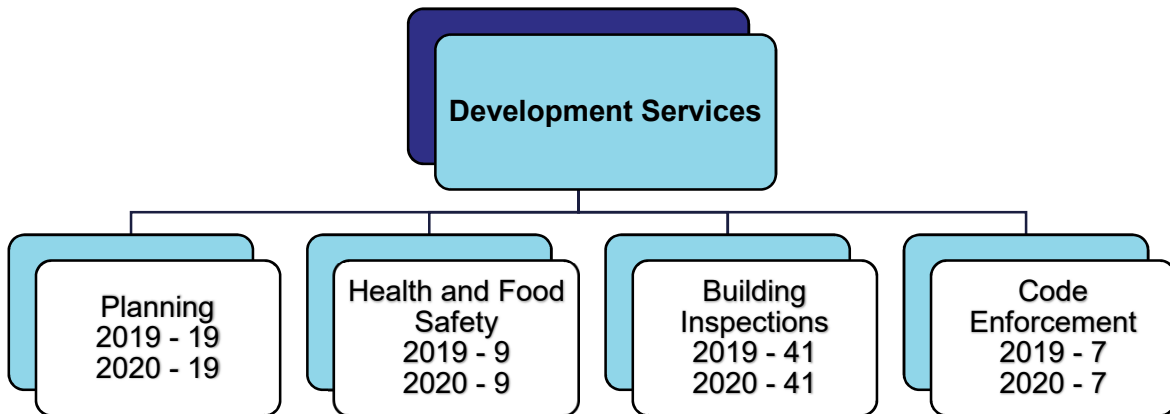 Development Services
Planning
2019 - 19
2020 - 19
Health and Food
Safety
2019 - 9
2020 - 9
Building
Inspections
2019 - 41
2020 - 41
Code
Enforcement
2019 - 7
2020 - 7